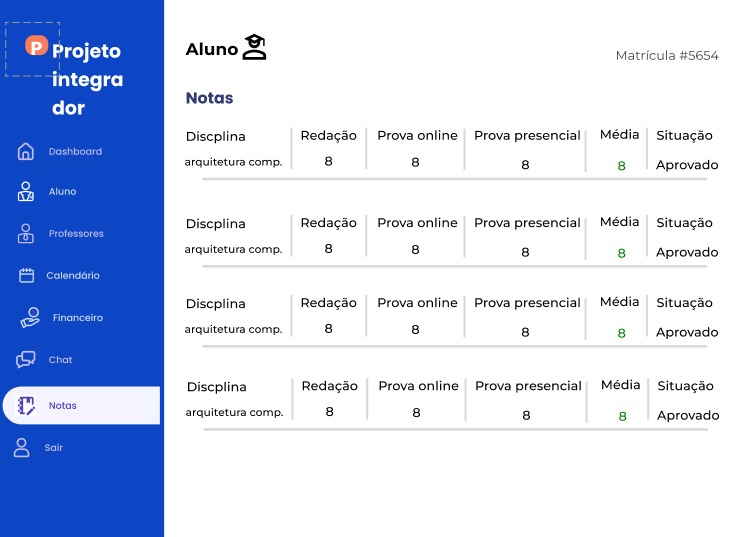 P
Projeto
integra
dor
Dashboard
Aluno
Professores
Calendário
Financeiro
Chat
Notas
Sair
Aluno
Matrícula #5654
Notas
Discplina Redação Prova online Prova presencial Média Situação
arquitetura comp. 8 8 8 8 Aprovado
Discplina Redação Prova online Prova presencial Média Situação
arquitetura comp. 8 8 8 8 Aprovado
Discplina Redação Prova online Prova presencial Média Situação
arquitetura comp. 8 8 8 8 Aprovado
Discplina Redação Prova online Prova presencial Média Situação
arquitetura comp. 8 8 8 8 Aprovado